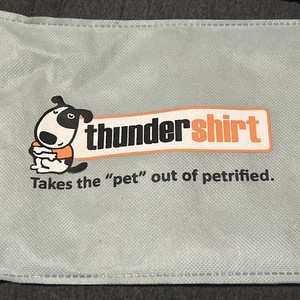 thundershirt
Takes the “pet” out of petrified.